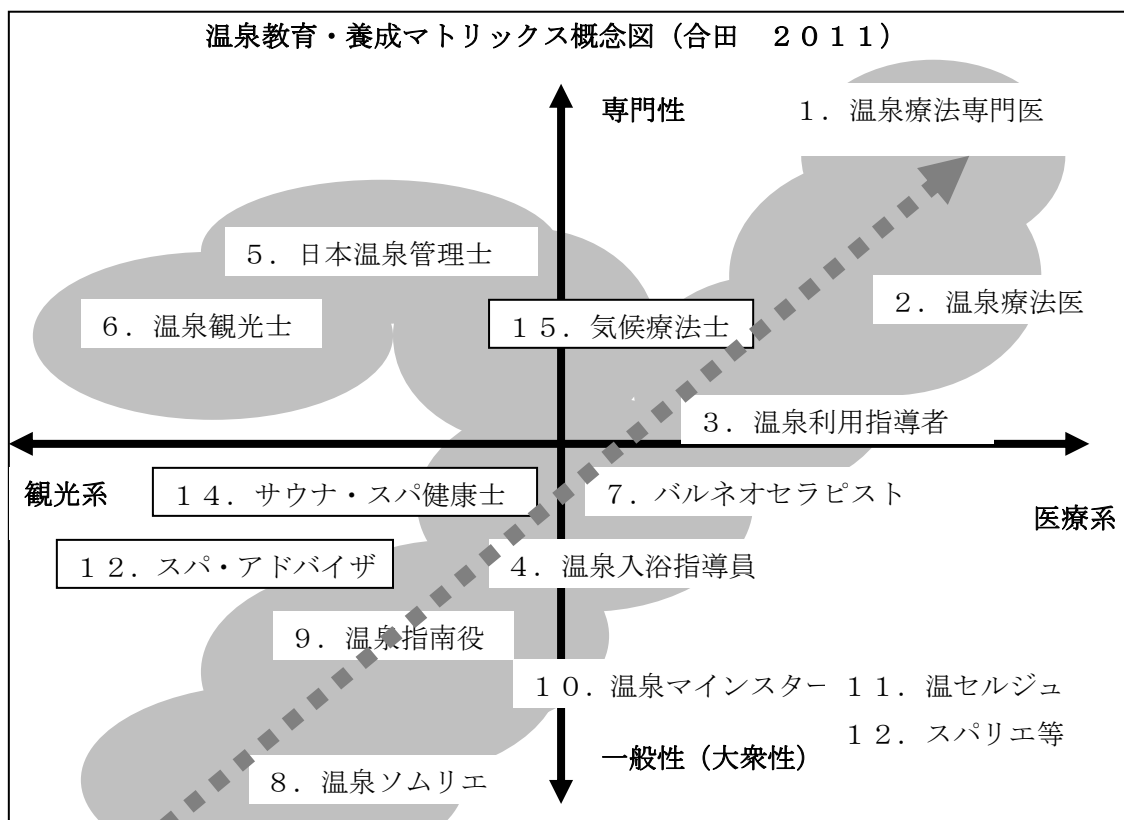 温泉教育・養成マトリックス概念図（合田　２０１１）
専門性
１．温泉療法専門医
５．日本温泉管理士
２．温泉療法医
６．温泉観光士
１５．気候療法士
３．温泉利用指導者
観光系
１４．サウナ・スパ健康士
７．バルネオセラピスト
医療系
１２．スパ・アドバイザ
４．温泉入浴指導員
９．温泉指南役
１０．温泉マインスター
１１．温セルジュ
１２．スパリエ等
一般性（大衆性）
８．温泉ソムリエ